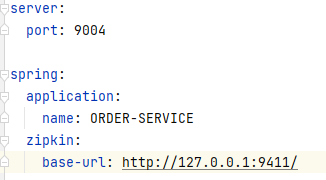 server:
  port: 9004

spring:
  application:
    name: ORDER-SERVICE
  zipkin:
    base-url: http://127.0.0.1:9411/